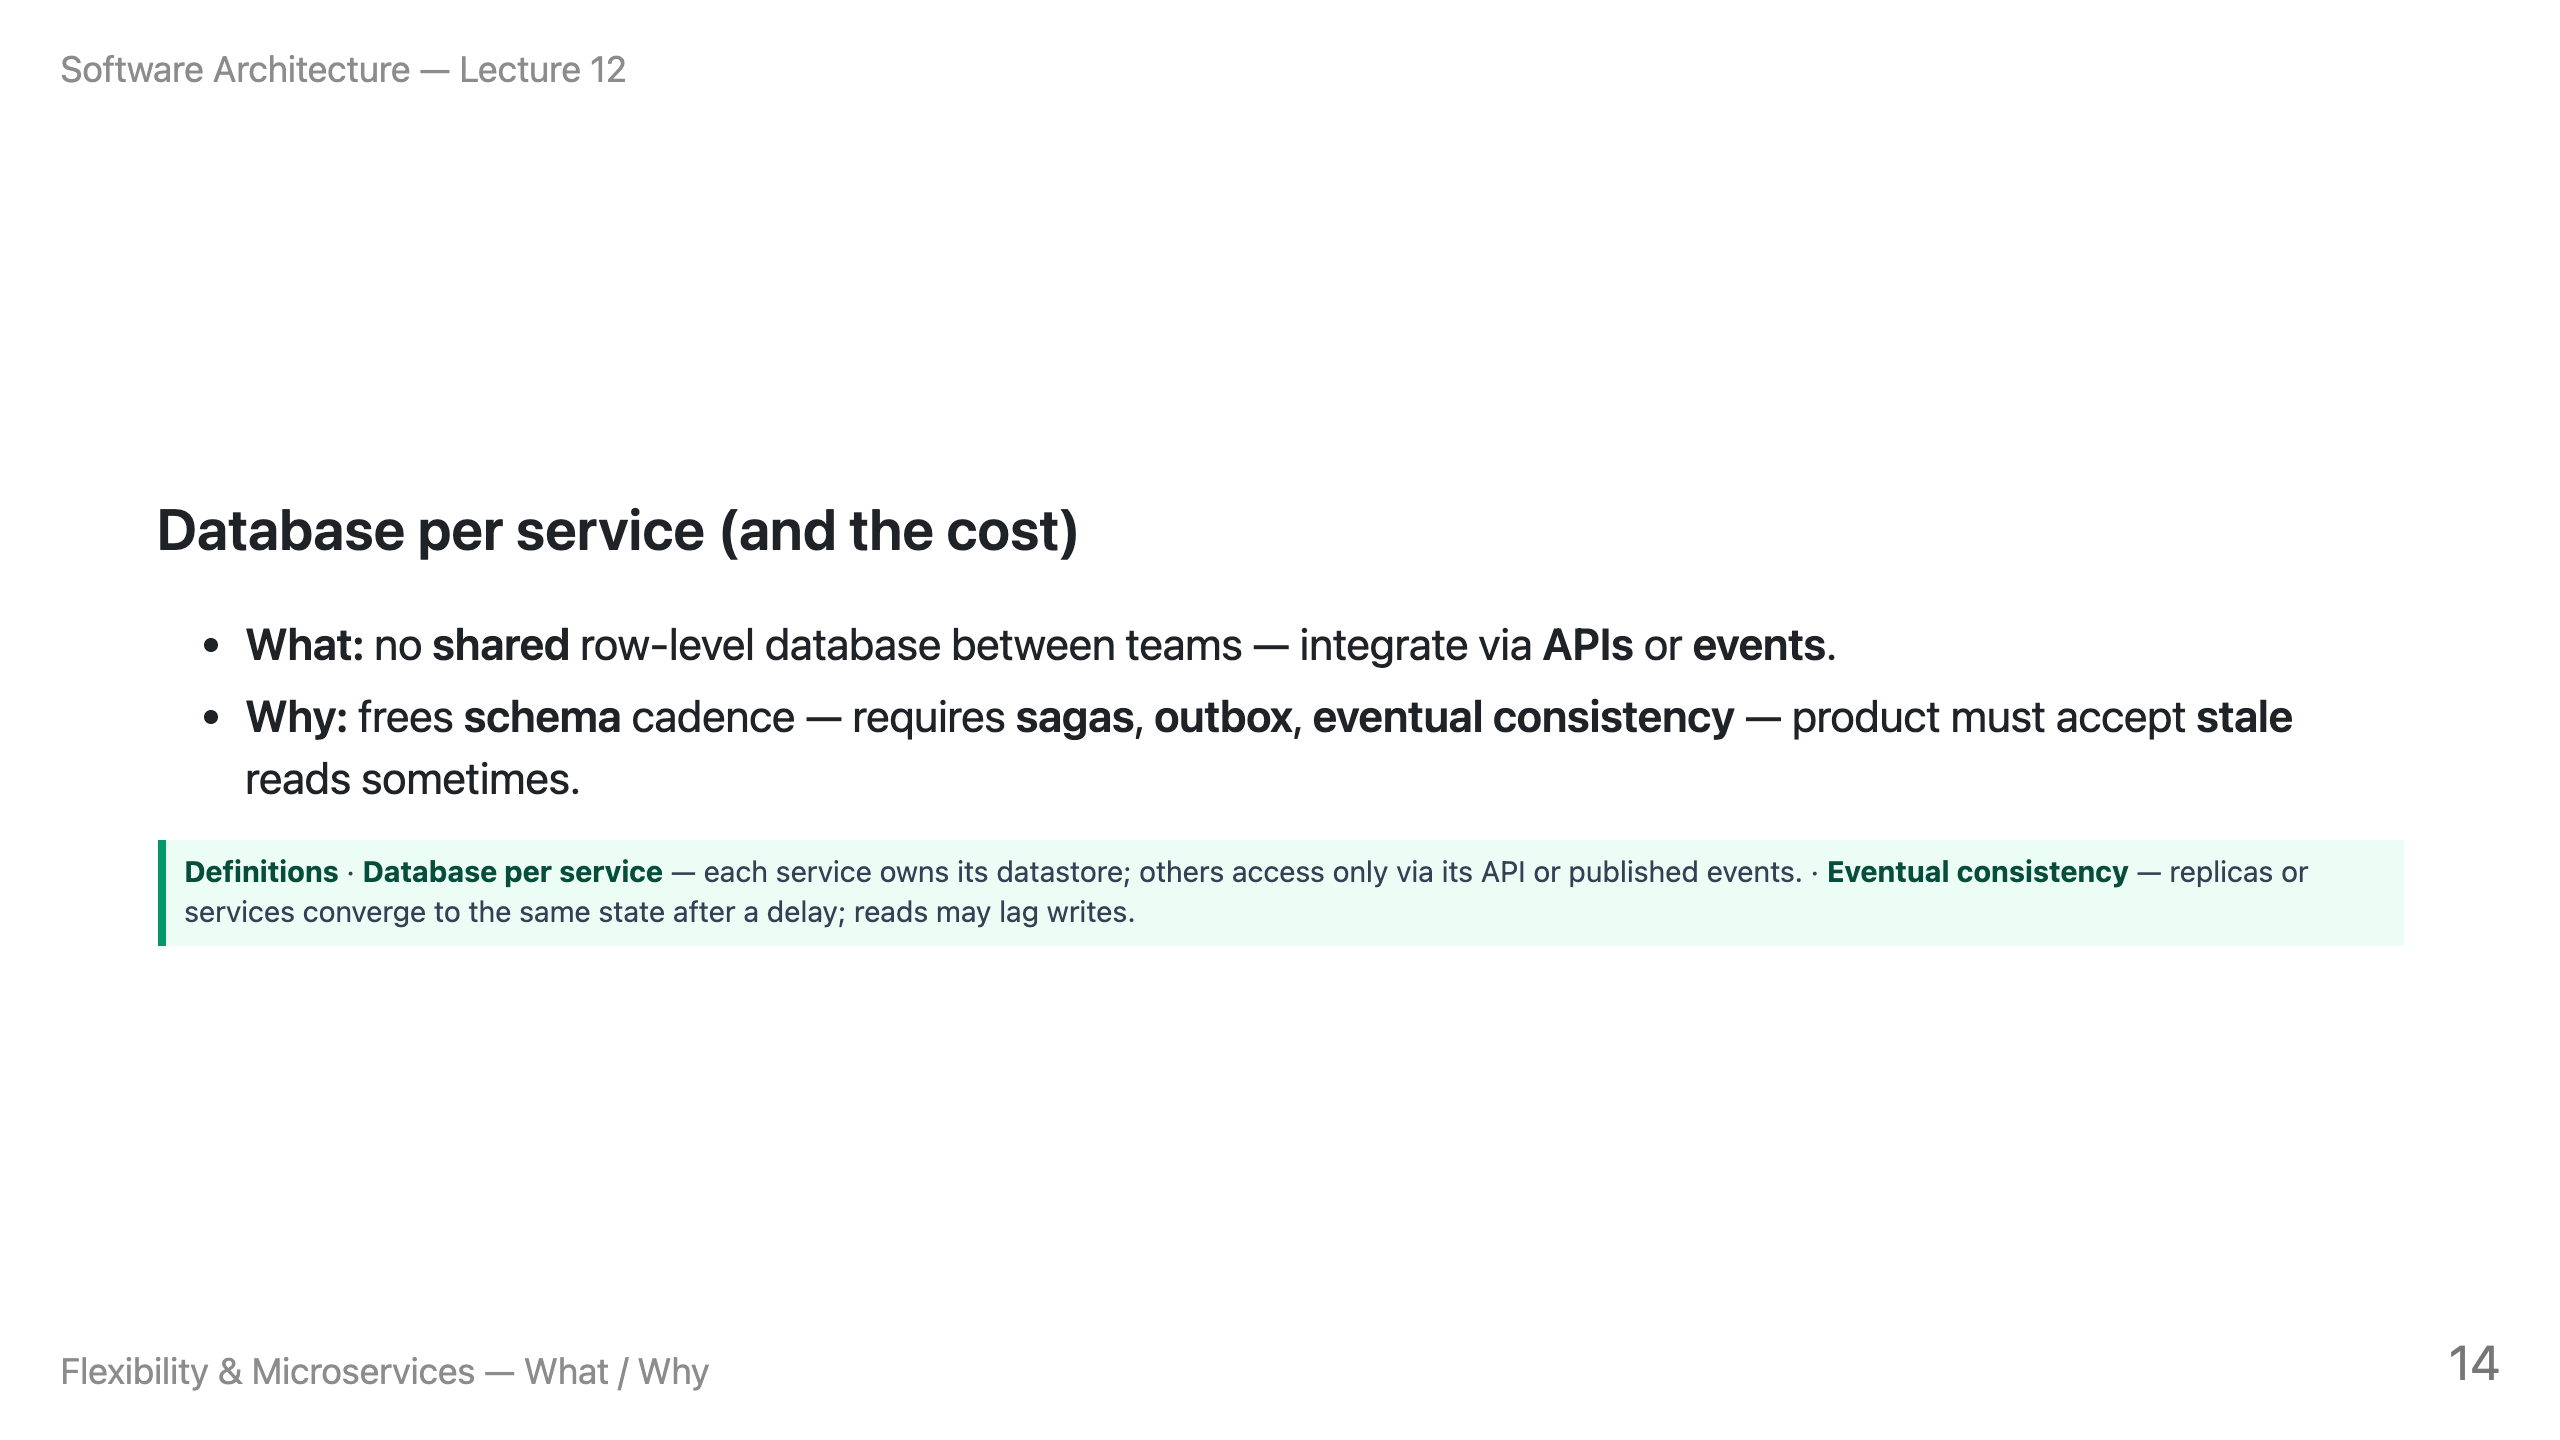 Software Architecture — Lecture 12
Database per service (and the cost)
• What: no shared row-level database between teams — integrate via APIs or events.
• Why: frees schema cadence — requires sagas, outbox, eventual consistency — product must accept stale
reads sometimes.
Definitions · Database per service — each service owns its datastore; others access only via its API or published events. · Eventual consistency — replicas or
services converge to the same state after a delay; reads may lag writes.
Flexibility & Microservices — What / Why
14